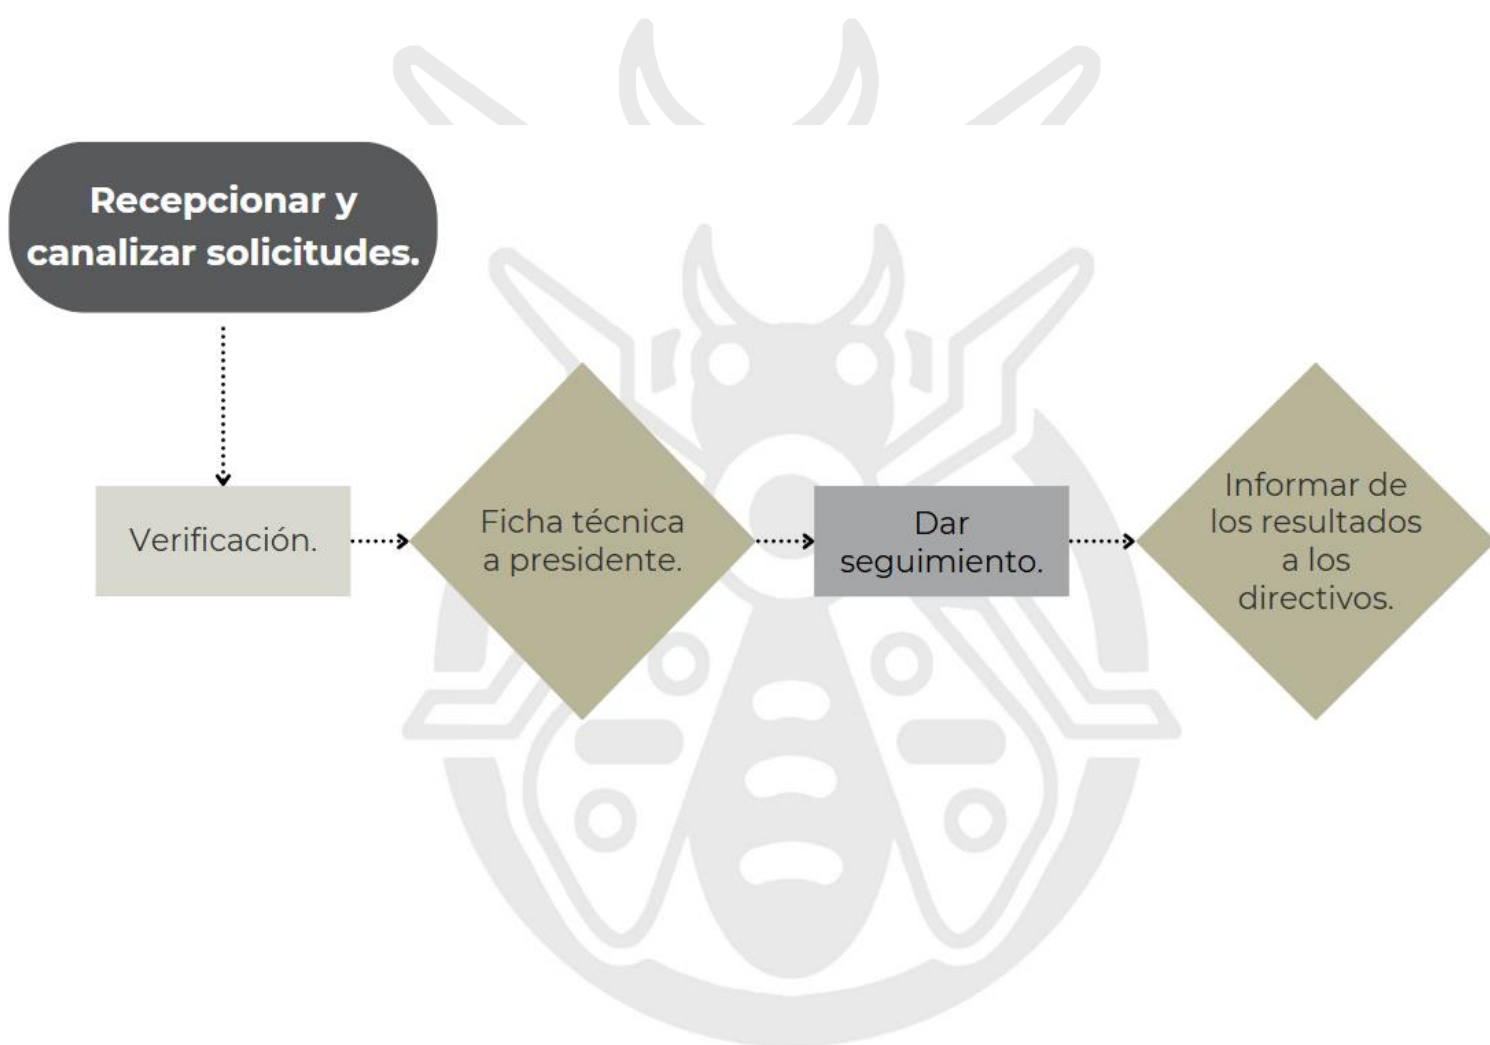 Recepcionar y
canalizar solicitudes.
Verificación.
Ficha técnica
a presidente.
Dar
seguimiento.
Informar de
los resultados
a los
directivos.